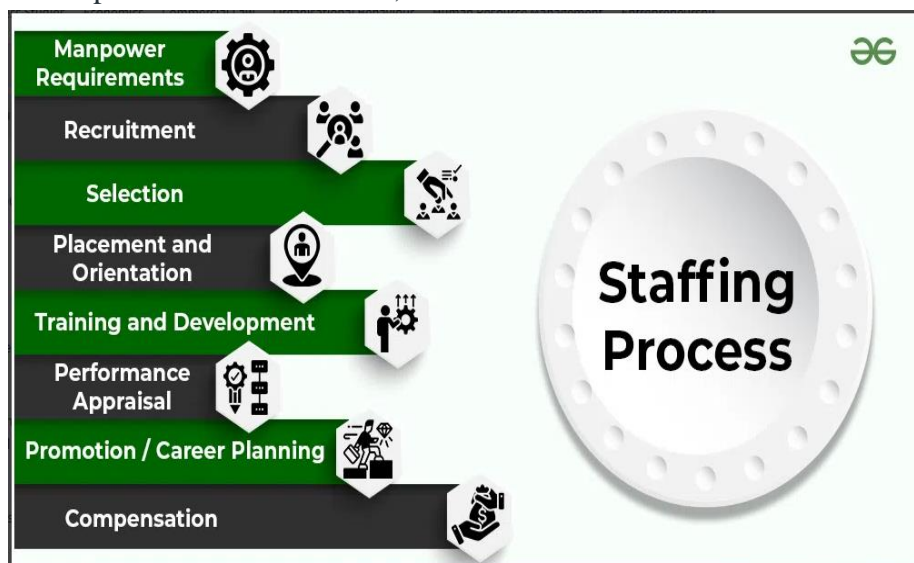 Manpower
Requirements
Recruitment
Selection
Placement and
Orientation
Training and Development
Performance
Appraisal
Promotion / Career Planning
Compensation
Staffing
Process